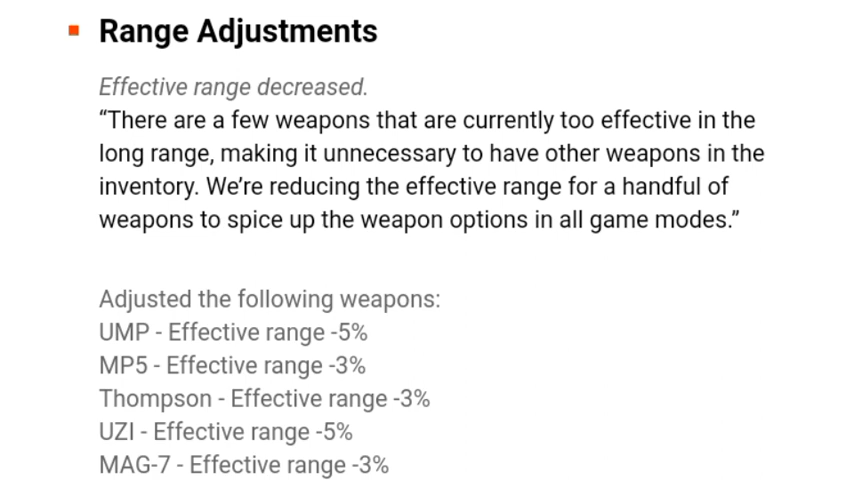 Range Adjustments
Effective range decreased.
“There are a few weapons that are currently too effective in the
long range, making it unnecessary to have other weapons in the
inventory. We’re reducing the effective range for a handful of
weapons to spice up the weapon options in all game modes.”
Adjusted the following weapons:
UMP - Effective range -5%
MP5 - Effective range -3%
Thompson - Effective range -3%
UZI - Effective range -5%
MAG-7 - Effective range -3%